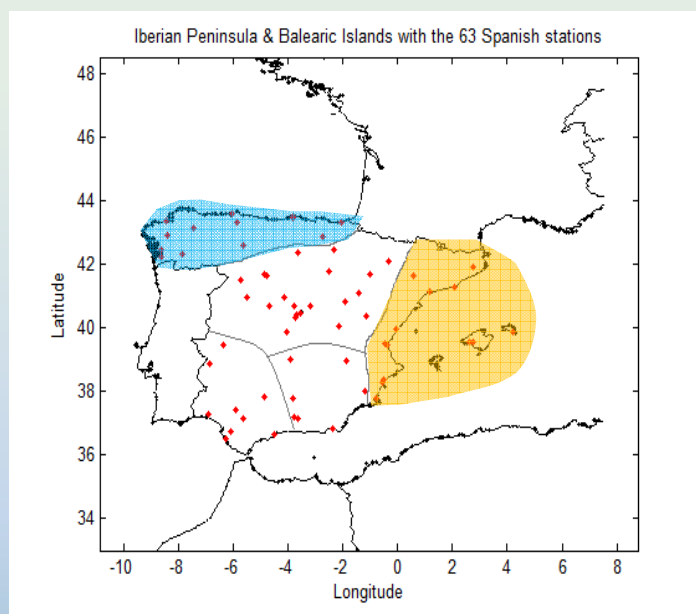 Iberian Peninsula & Balearic Islands with the 63 Spanish stations
48
46
44
42
40
38
36
34
Latitude
-10 -8 -6 -4 -2 0 2 4 6 8
Longitude